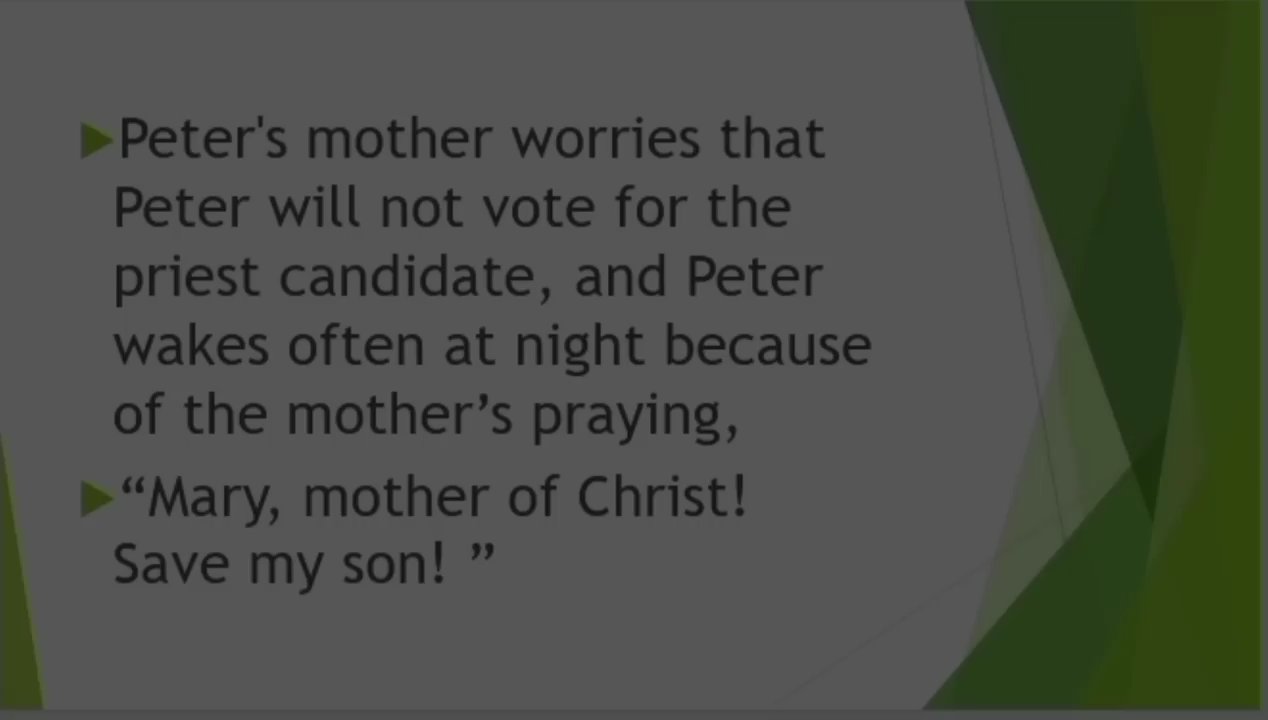 Peter's mother worries that
Peter will not vote for the
priest candidate, and Peter
wakes often at night because
of the mother’s praying,
“Mary, mother of Christ!
Save my son! ”